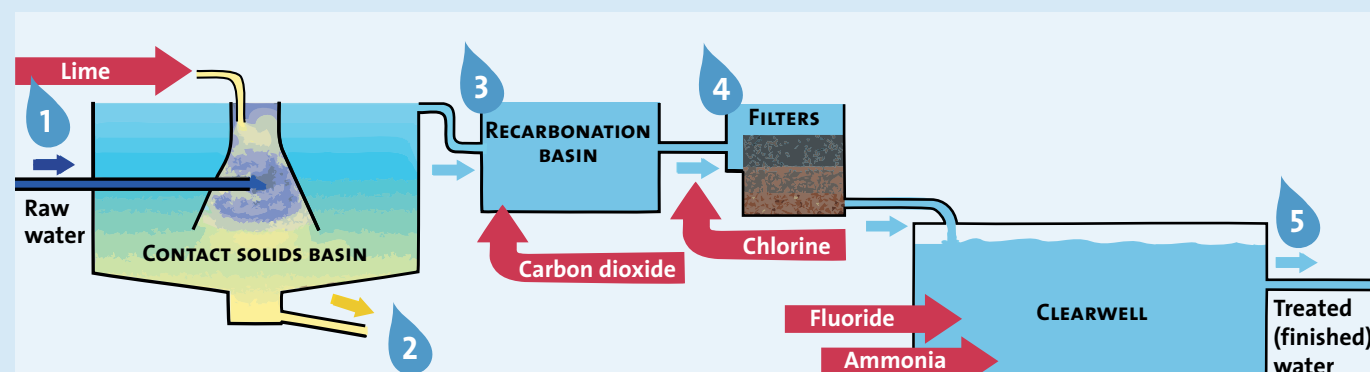 Lime
1
Raw
water
CONTACT SOLIDS BASIN
2
3
RECARBONATION
BASIN
Carbon dioxide
4
FILTERS
Chlorine
Fluoride
Ammonia
CLEARWELL
5
Treated
(finished)
water